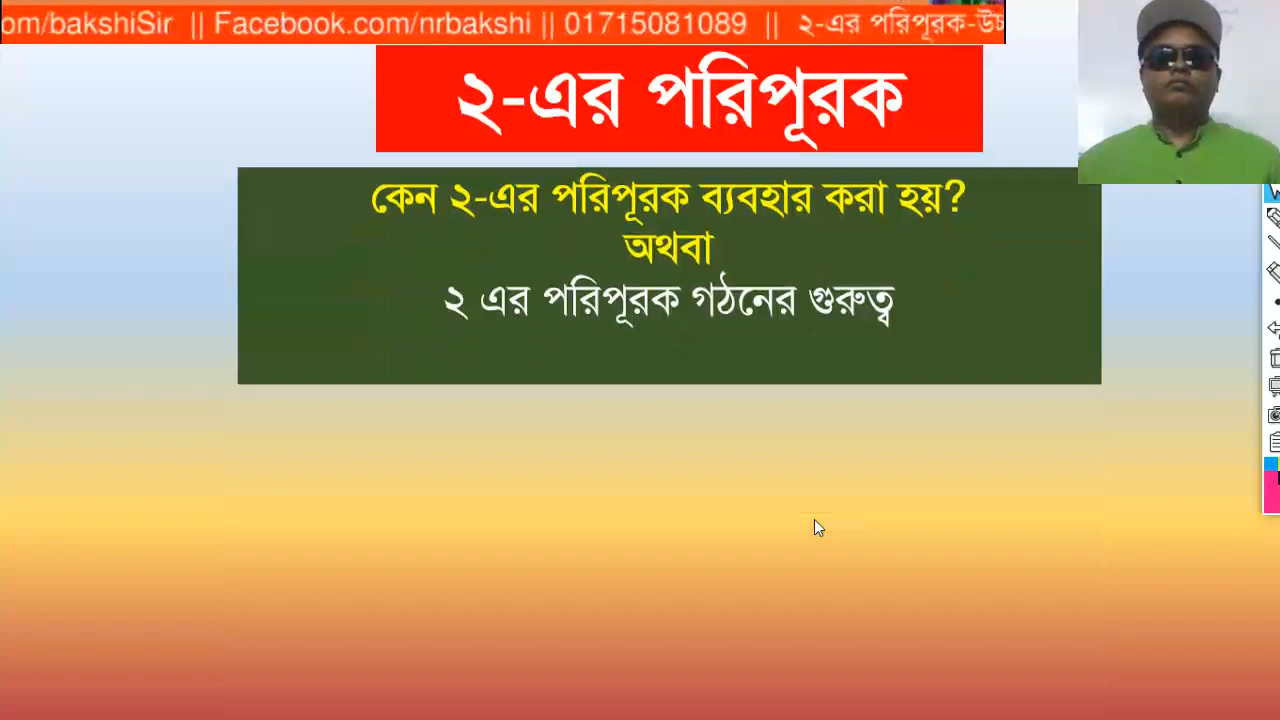 om/bakshiSir || Facebook.com/nrbakshi || 01715081089 || ২-এর পরিপূরক-উচ
২-এর পরিপূরক
কেন ২-এর পরিপূরক ব্যবহার করা হয়?
অথবা
২ এর পরিপূরক গঠনের গুরুত্ব